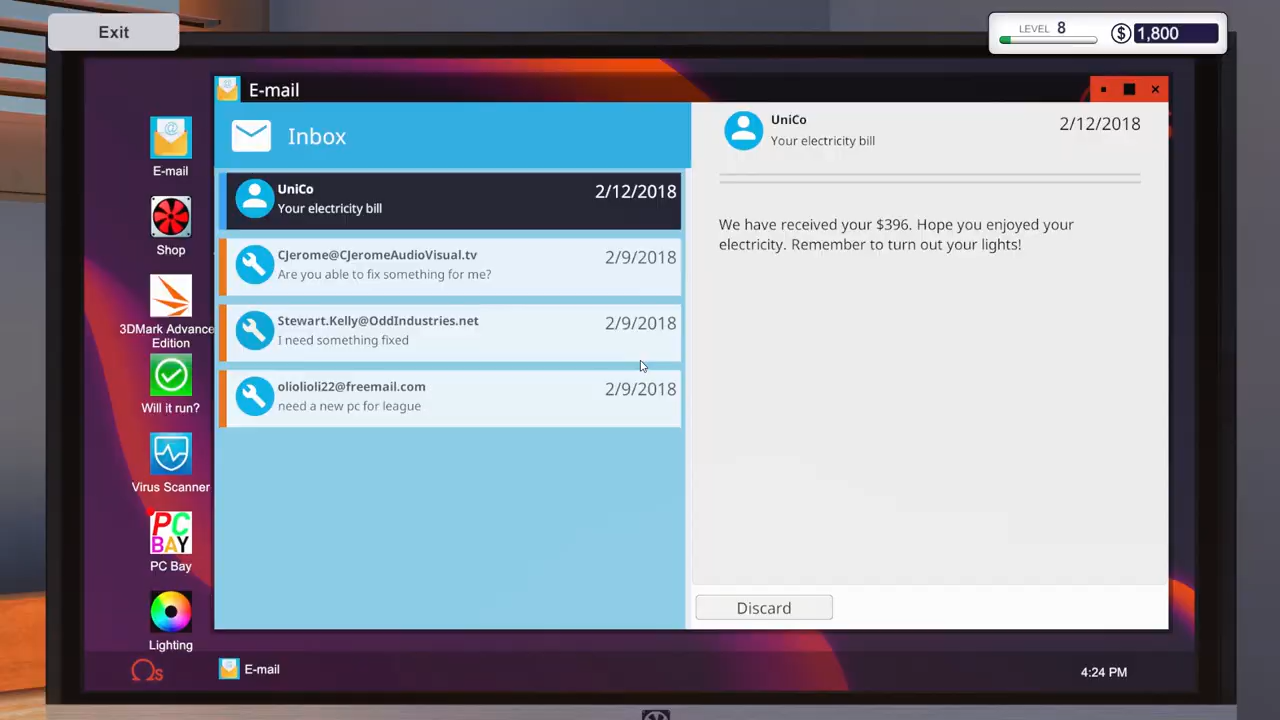 Exit
LEVEL 8
$ 1,800
E-mail
Inbox
UniCo
Your electricity bill
2/12/2018
CJerome@CJeromeAudioVisual.tv
Are you able to fix something for me?
2/9/2018
Stewart.Kelly@OddIndustries.net
I need something fixed
2/9/2018
oliolioli22@freemail.com
need a new pc for league
2/9/2018
UniCo
Your electricity bill
2/12/2018
We have received your $396. Hope you enjoyed your
electricity. Remember to turn out your lights!
Discard
E-mail
Shop
3DMark Advance
Edition
Will it run?
Virus Scanner
PC
BAY
PC Bay
Lighting
Ωs
E-mail
4:24 PM